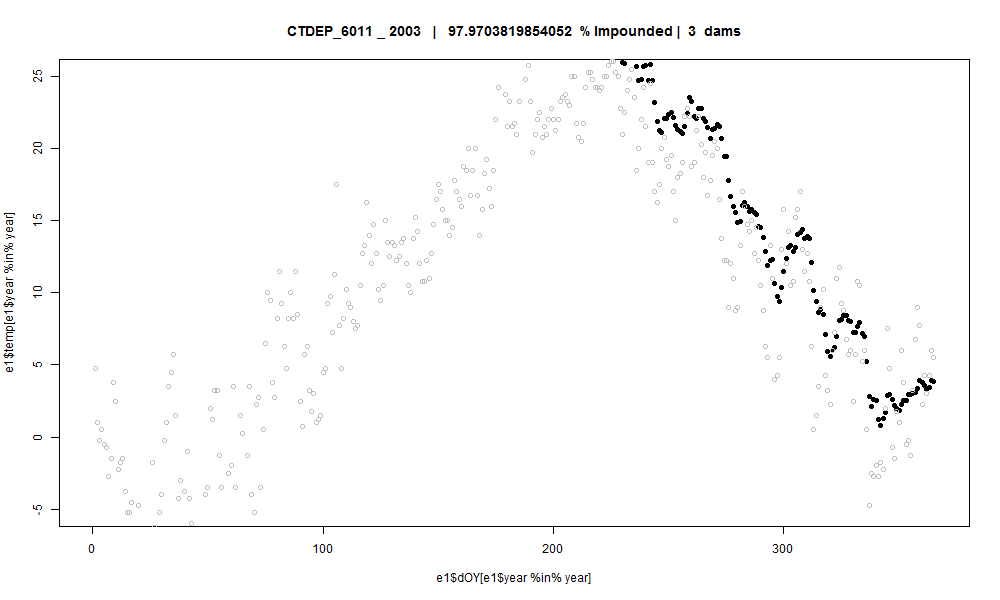 CTDEP_6011 _ 2003 | 97.9703819854052 % Impounded | 3 dams
25
20
15
10
5
0
-5
e1$temp[e1$year %in% year]
0 100 200 300
e1$dOY[e1$year %in% year]